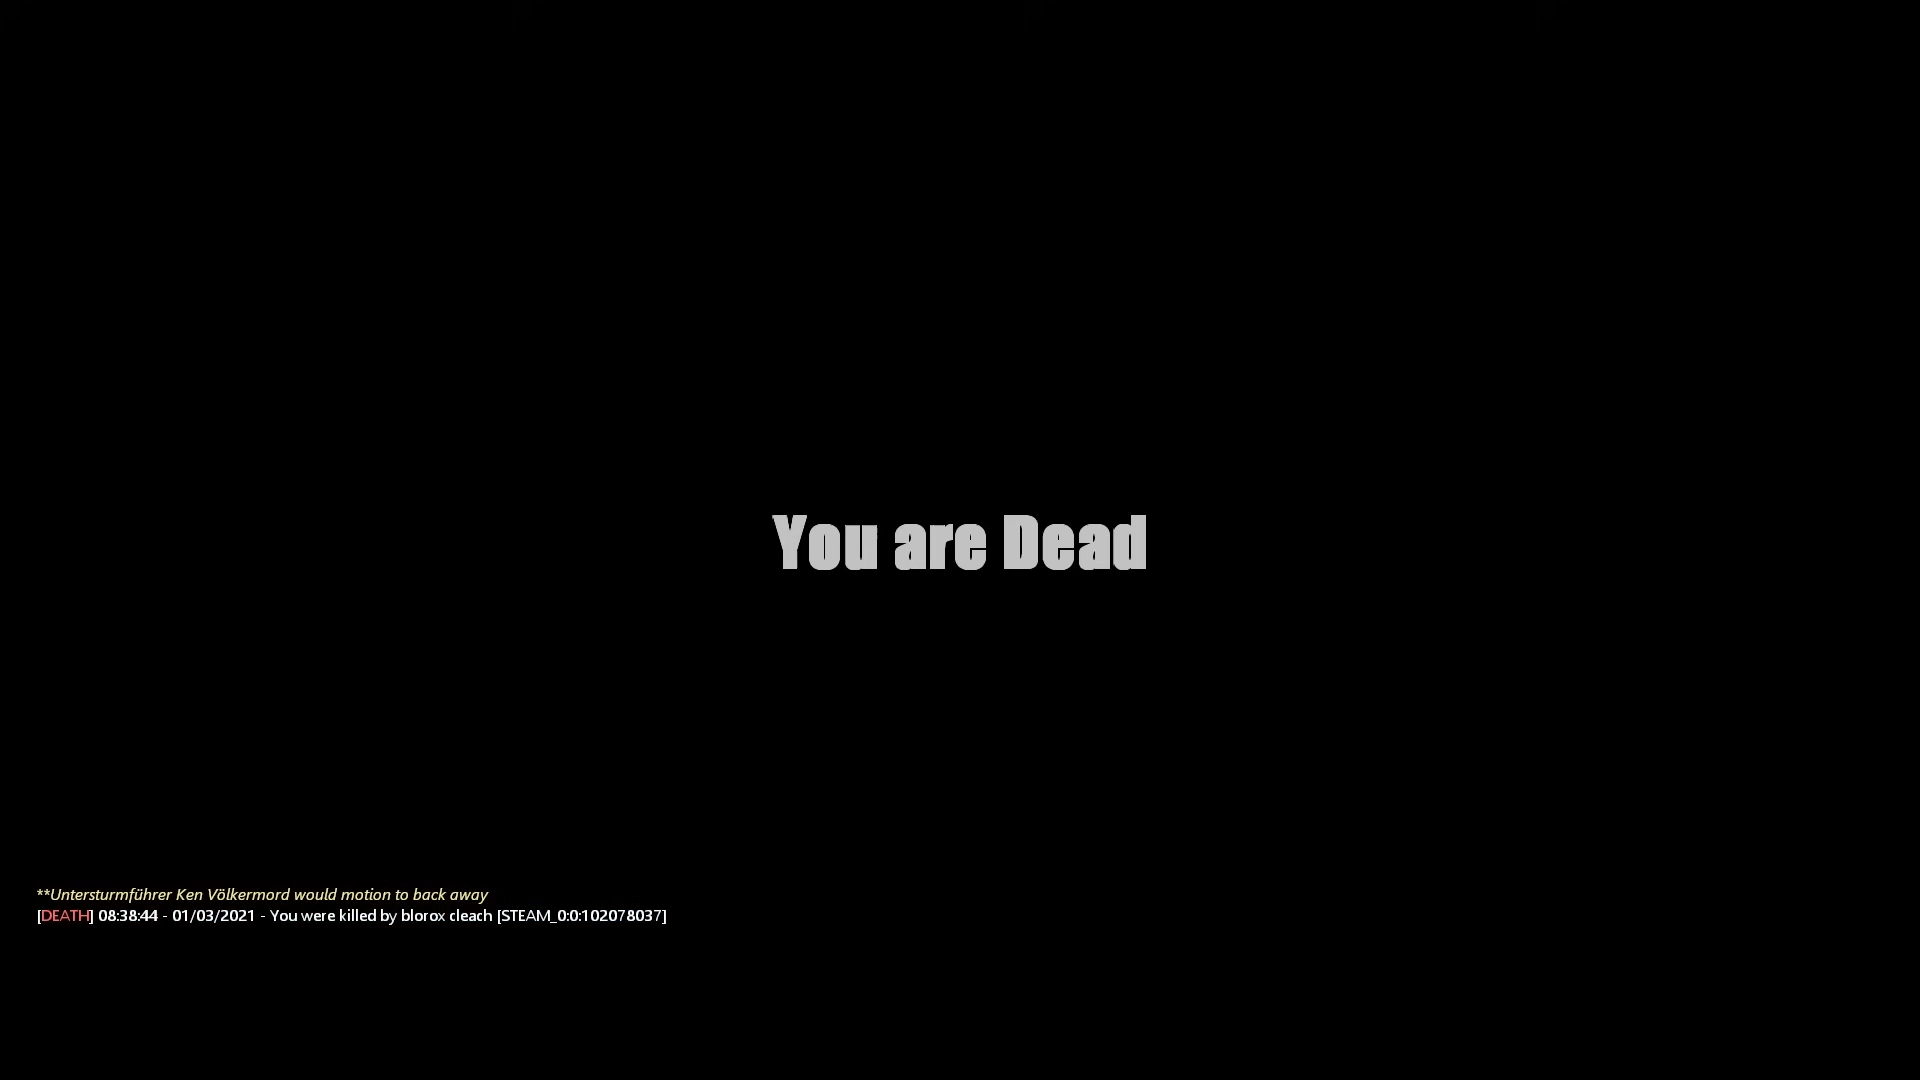 You are Dead
**Untersturmführer Ken Völkermord would motion to back away
[DEATH] 08:38:44 - 01/03/2021 - You were killed by blorox cleach [STEAM_0:0:102078037]